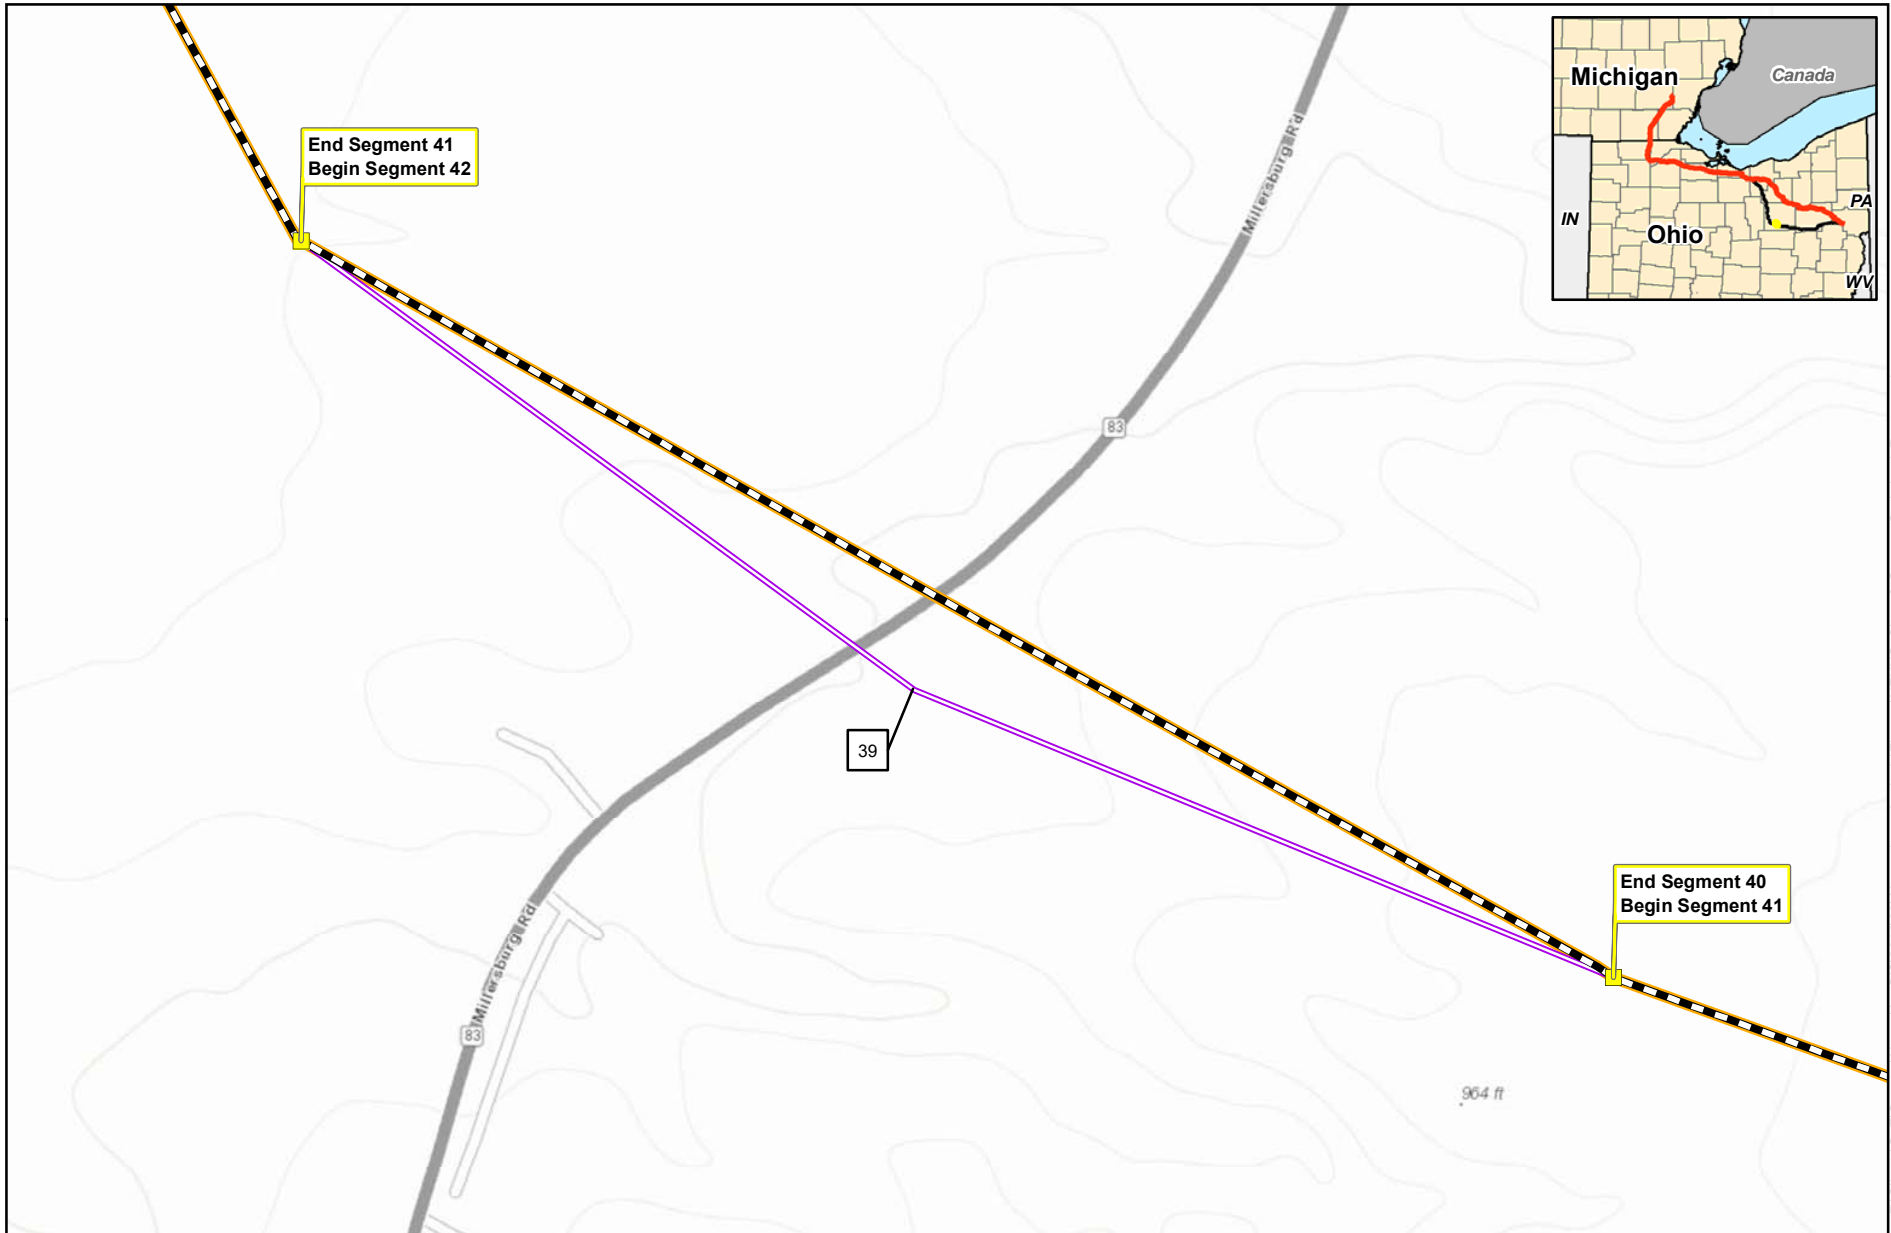 Michigan
Canada
IN
Ohio
PA
WV
End Segment 41
Begin Segment 42
Millersburg Rd
83
39
End Segment 40
Begin Segment 41
Millersburg Rd
83
964 ft